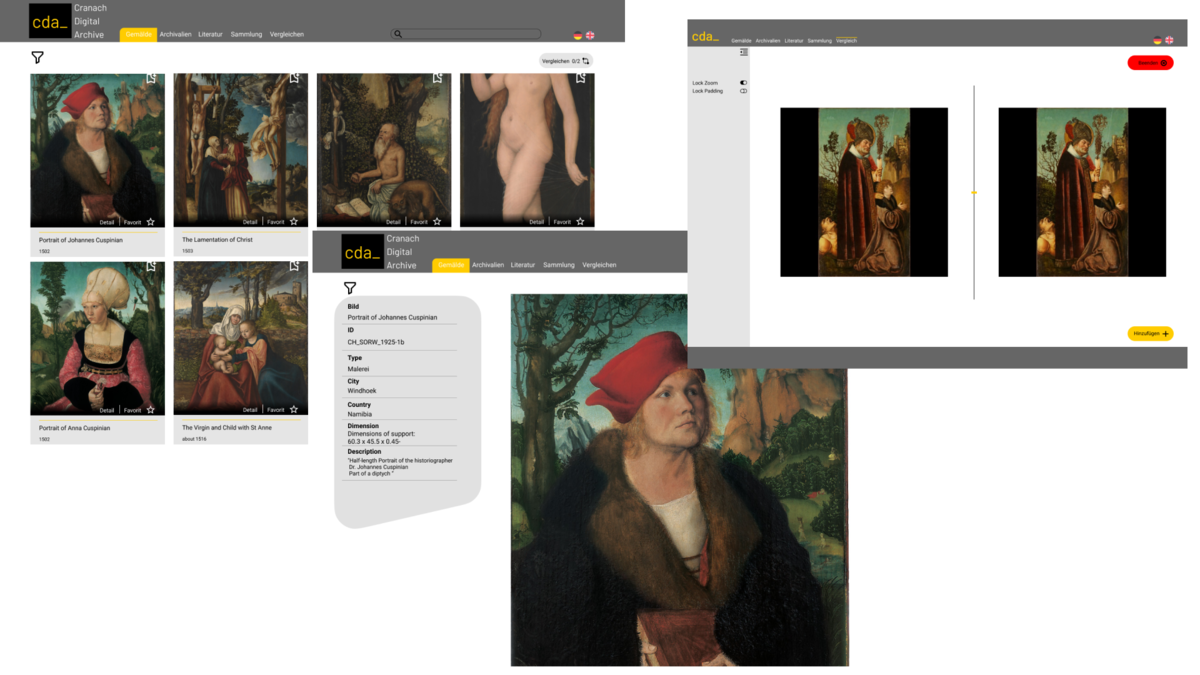 cda_
Cranach
Digital
Archive
Gemälde
Archivalien
Literatur
Sammlung
Vergleichen
Vergleichen 0/2
Detail
Favorit
Detail
Favorit
Detail
Favorit
Detail
Favorit
Portrait of Johannes Cuspinian
1502
The Lamentation of Christ
1503
Detail
Favorit
Detail
Favorit
Portrait of Anna Cuspinian
1502
The Virgin and Child with St Anne
about 1516
cda_
Cranach
Digital
Archive
Gemälde
Archivalien
Literatur
Sammlung
Vergleichen
Bild
Portrait of Johannes Cuspinian
ID
CH_SORW_1925-1b
Type
Malerei
City
Windhoek
Country
Namibia
Dimension
Dimensions of support:
60.3 x 45.5 x 0.45-
Description
"Half-length Portrait of the historiographer
Dr. Johannes Cuspinian
Part of a diptych "
cda_
Gemälde
Archivalien
Literatur
Sammlung
Vergleich
Lock Zoom
Lock Padding
Hinzufügen